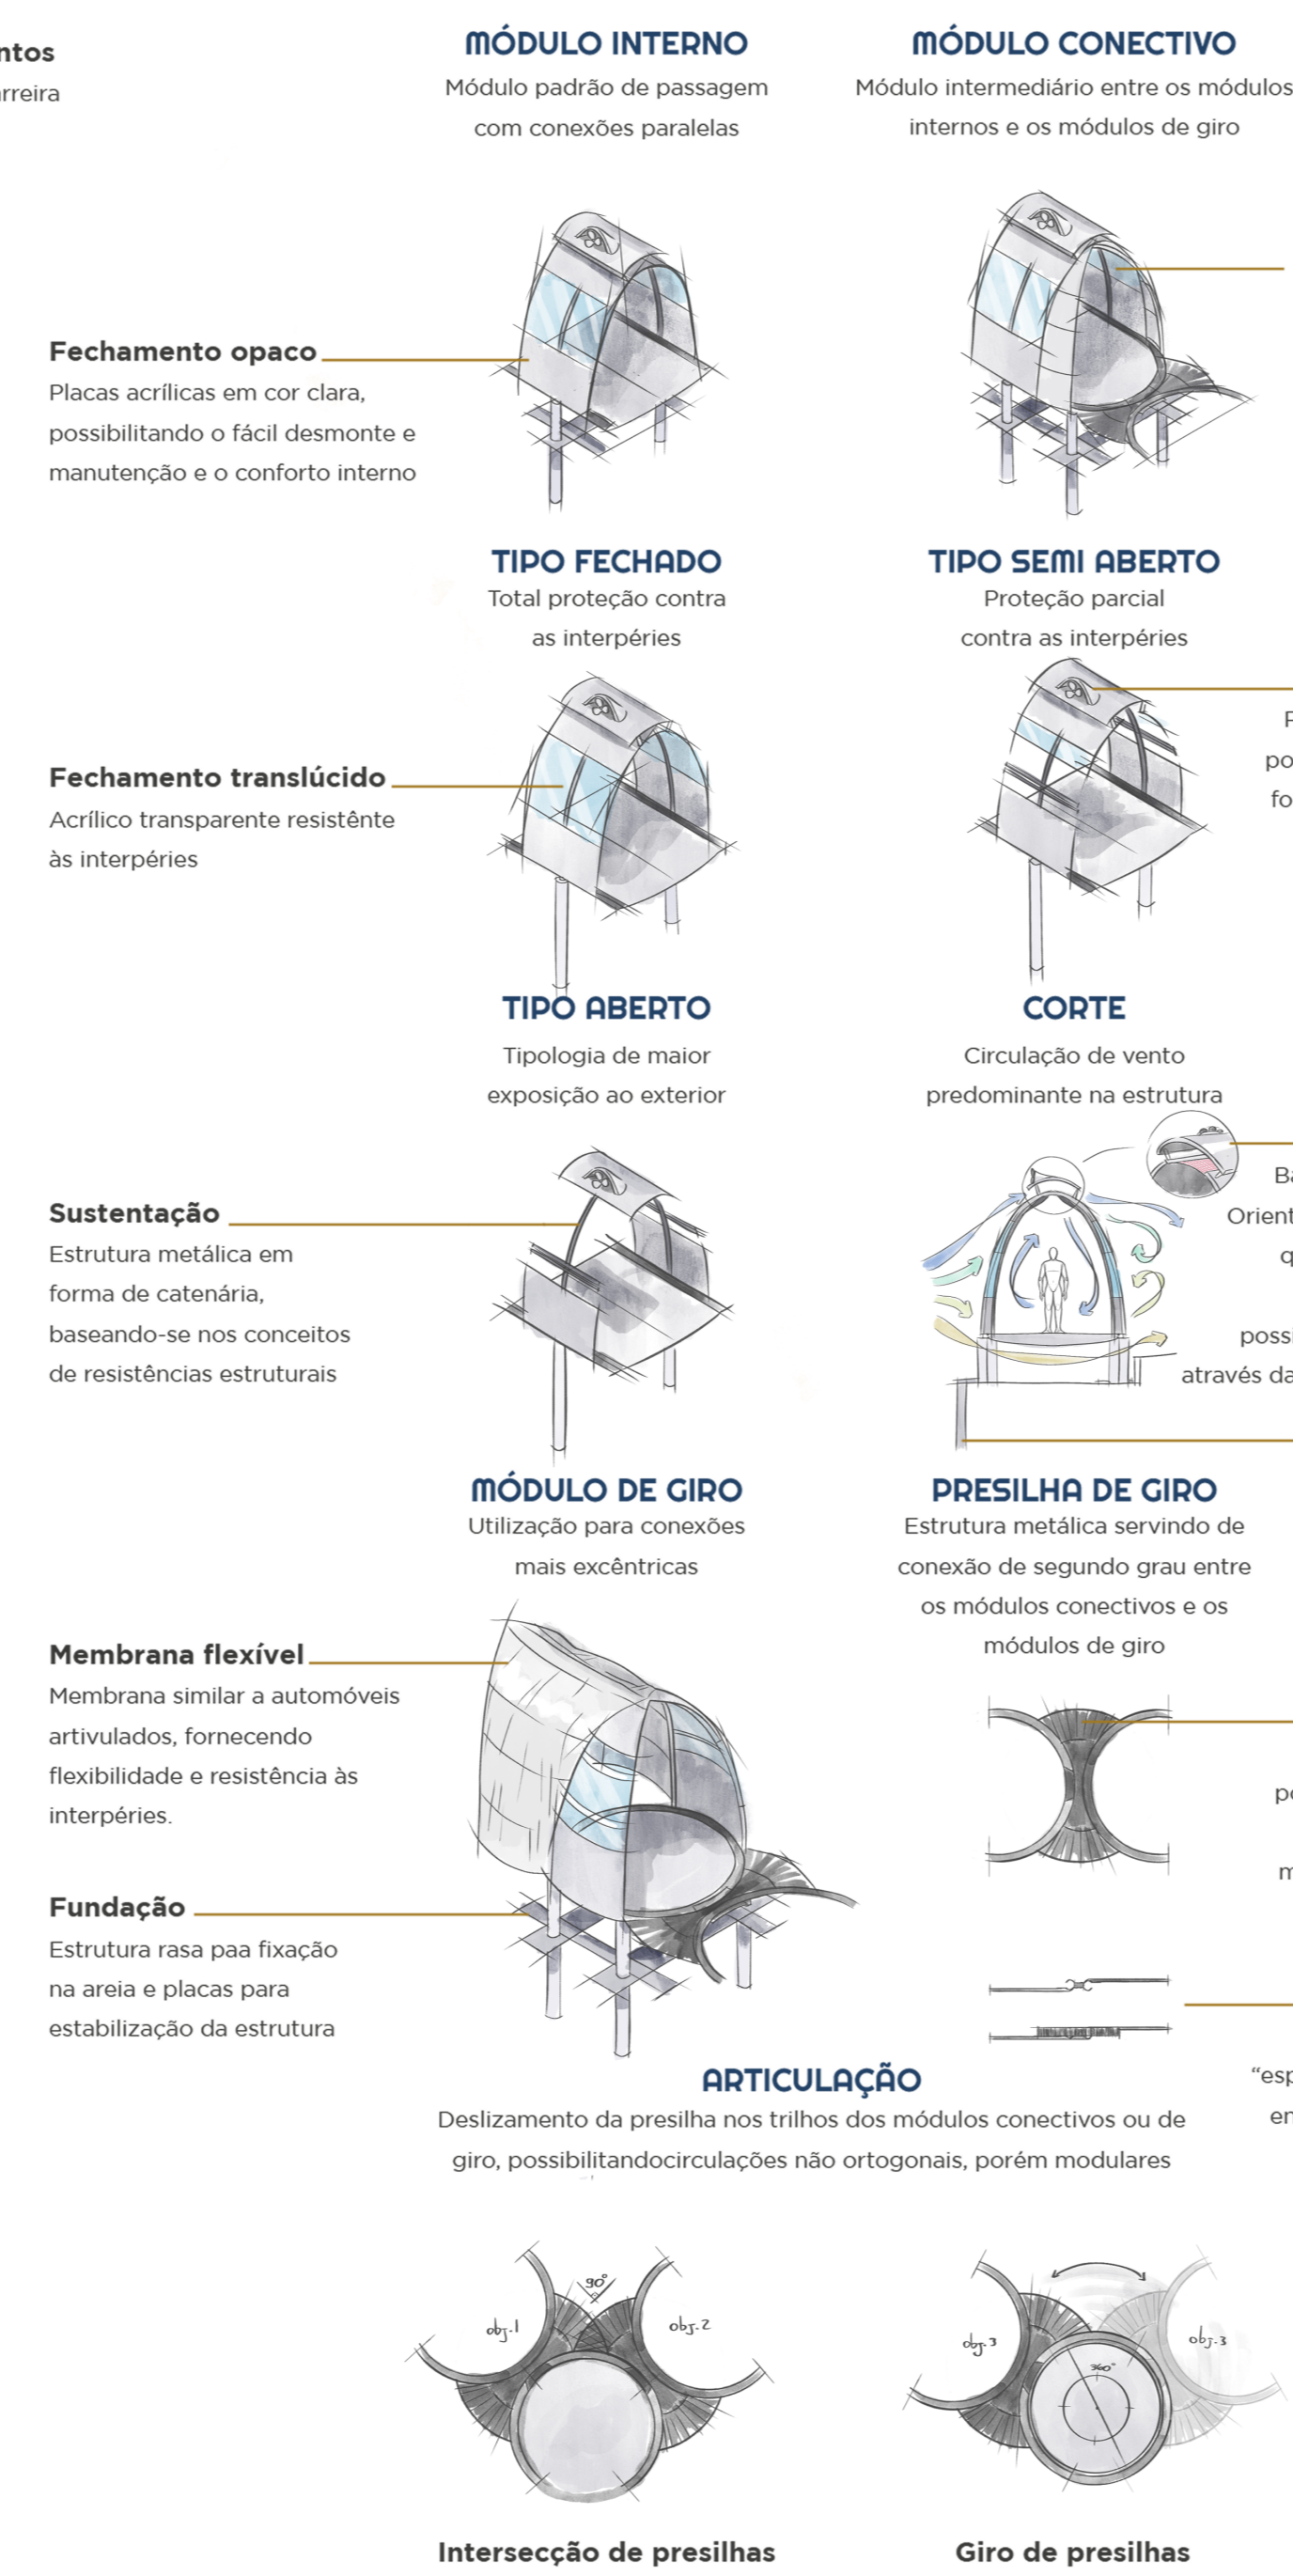 ntos
rreira
MÓDULO INTERNO
Módulo padrão de passagem
com conexões paralelas
MÓDULO CONECTIVO
Módulo intermediário entre os módulos
internos e os módulos de giro
Fechamento opaco
Placas acrílicas em cor clara,
possibilitando o fácil desmonte e
manutenção e o conforto interno
TIPO FECHADO
Total proteção contra
as interpéries
TIPO SEMI ABERTO
Proteção parcial
contra as interpéries
Fechamento translúcido
Acrílico transparente resistênte
às interpéries
P
po
fo
TIPO ABERTO
Tipologia de maior
exposição ao exterior
CORTE
Circulação de vento
predominante na estrutura
Sustentação
Estrutura metálica em
forma de catenária,
baseando-se nos conceitos
de resistências estruturais
Ba
Orient
q
possi
através da
MÓDULO DE GIRO
Utilização para conexões
mais excêntricas
PRESILHA DE GIRO
Estrutura metálica servindo de
conexão de segundo grau entre
os módulos conectivos e os
módulos de giro
Membrana flexível
Membrana similar a automóveis
artivulados, fornecendo
flexibilidade e resistência às
interpéries.
po
m
Fundação
Estrutura rasa paa fixação
na areia e placas para
estabilização da estrutura
"esp
en
ARTICULAÇÃO
Deslizamento da presilha nos trilhos dos módulos conectivos ou de
giro, possibilitandocirculações não ortogonais, porém modulares
90°
obj.1
obj.2
obj.3
obj.3
360°
Intersecção de presilhas
Giro de presilhas